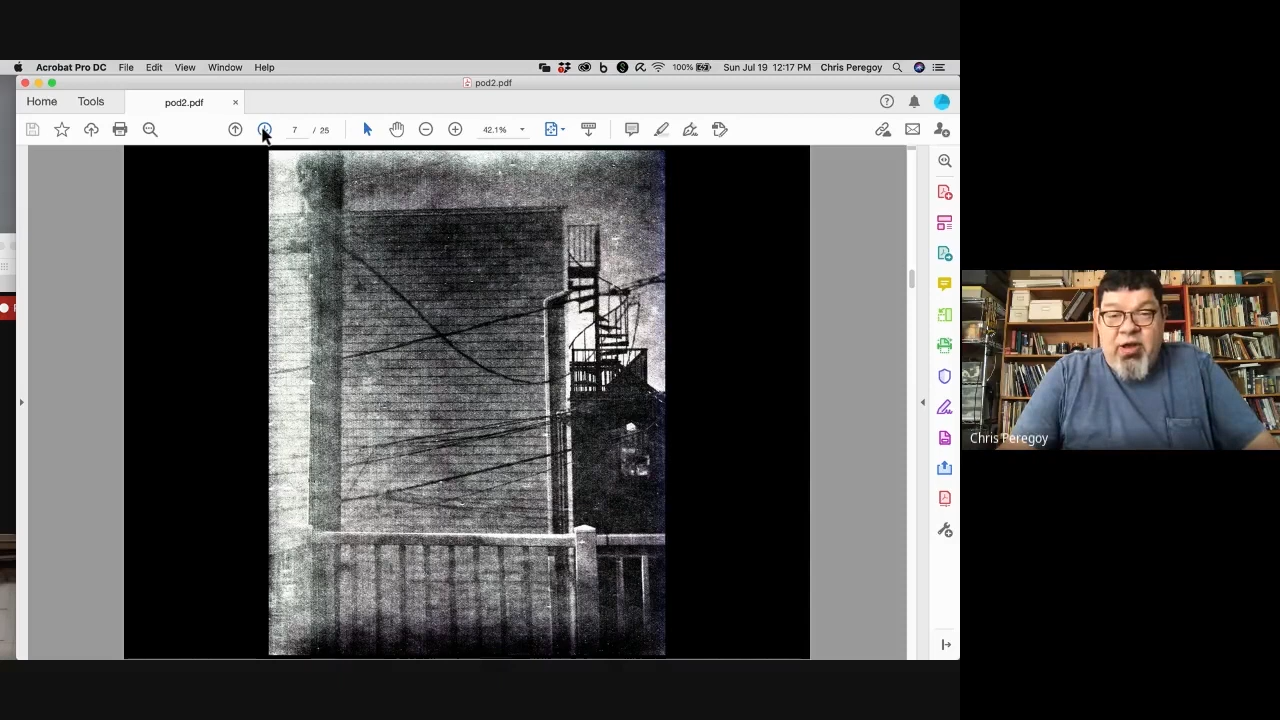 Acrobat Pro DC File Edit View Window Help 100% Sun Jul 19 12:17 PM Chris Peregoy
pod2.pdf
Home Tools pod2.pdf ×
7 / 25 42.1%
Chris Peregoy